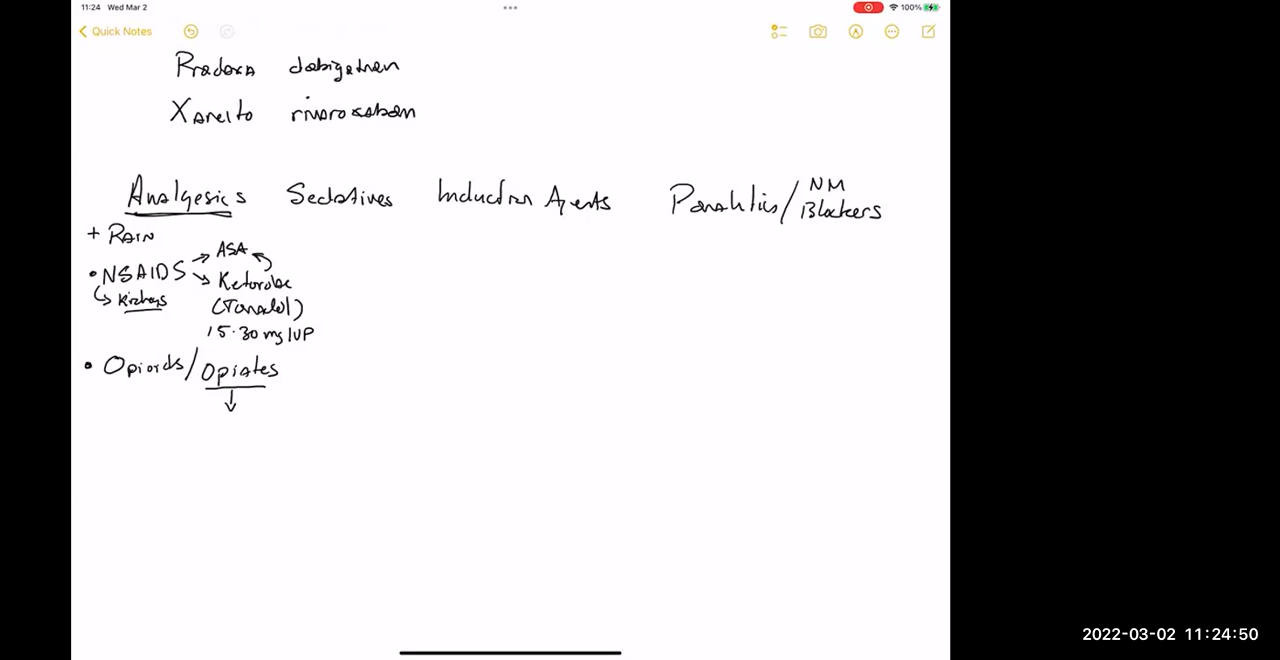 11:24 Wed Mar 2
100%
Quick Notes
Pradaxa dabigatran
Xarelto rivaroxaban
Analgesics Sedatives Induction Agents Paralitics/NM Blockers
+ PAIN
• NSAIDS → ASA
→ Kidneys
→ Ketorolac
(Toradol)
15-30 mg IVP
• Opioids/Opiates
2022-03-02 11:24:50